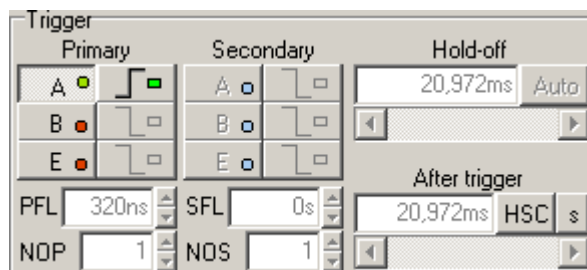 Trigger
Primary Secondary Hold-off
A A 20,972ms Auto
B B
E E After trigger
PFL 320ns SFL 0s 20,972ms HSC s
NOP 1 NOS 1